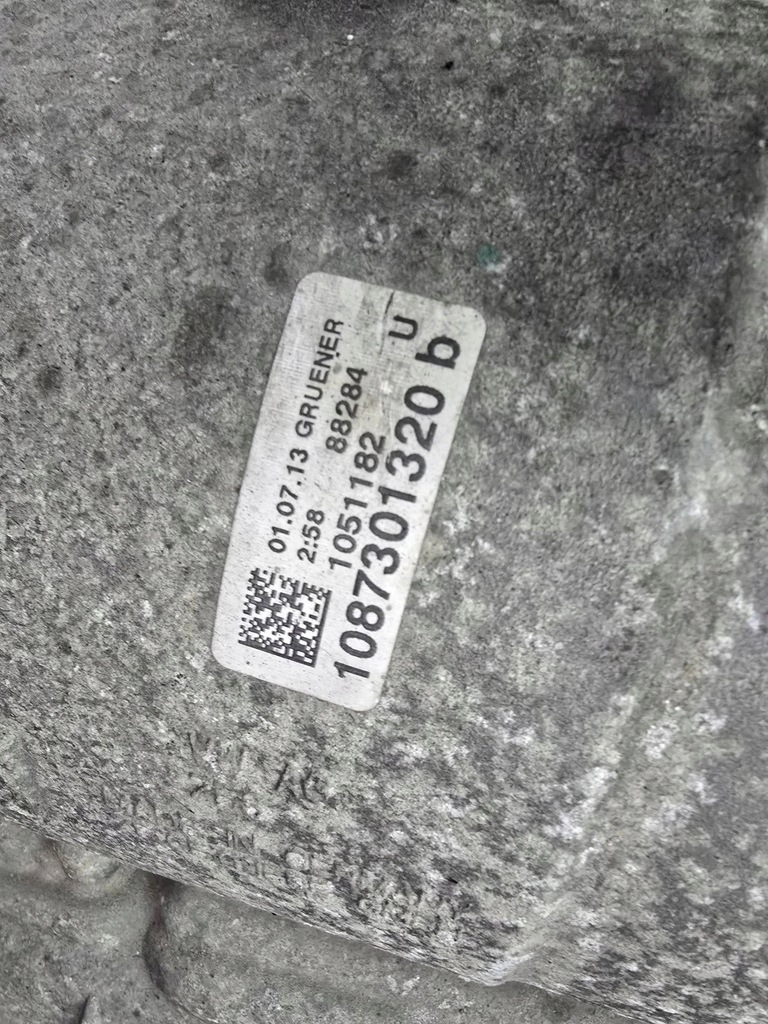 01.07.13 GRUENER
2:58 88284 U
1051182
1087301320 b